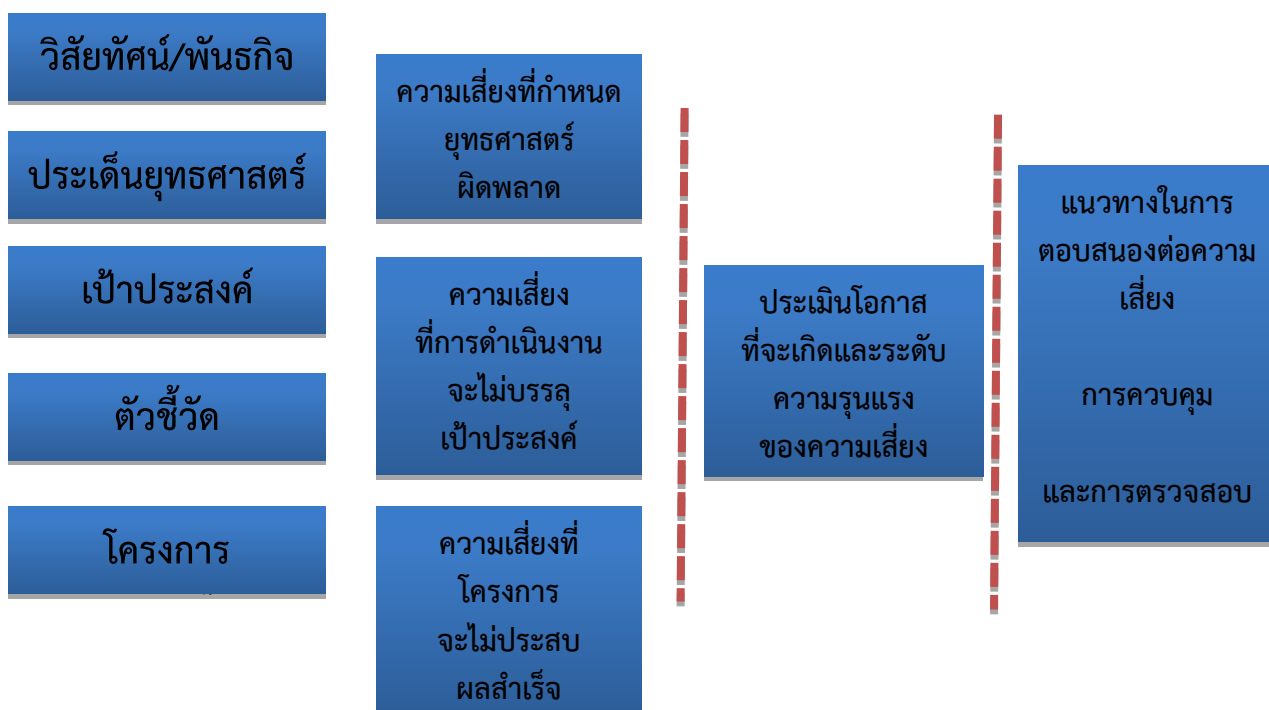 วิสัยทัศน์/พันธกิจ
ประเด็นยุทธศาสตร์
เป้าประสงค์
ตัวชี้วัด
โครงการ
ความเสี่ยงที่กำหนด
ยุทธศาสตร์
ผิดพลาด
ความเสี่ยง
ที่การดำเนินงาน
จะไม่บรรลุ
เป้าประสงค์
ความเสี่ยงที่
โครงการ
จะไม่ประสบ
ผลสำเร็จ
ประเมินโอกาส
ที่จะเกิดและระดับ
ความรุนแรง
ของความเสี่ยง
แนวทางในการ
ตอบสนองต่อความ
เสี่ยง
การควบคุม
และการตรวจสอบ